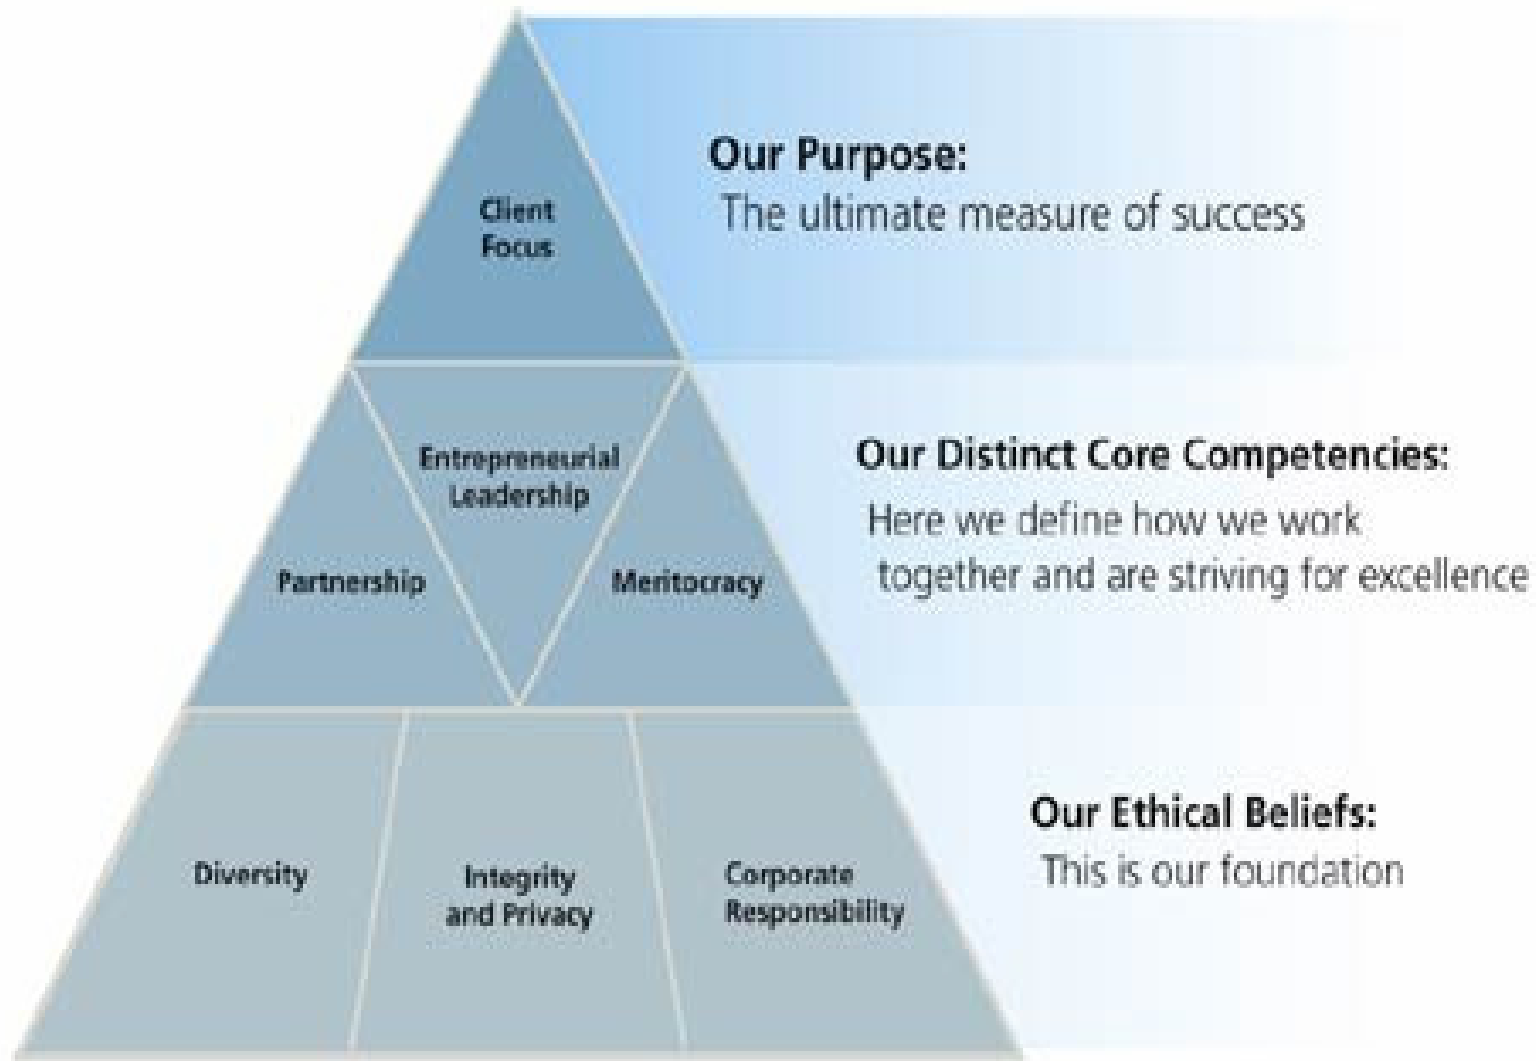 Client
Focus
Our Purpose:
The ultimate measure of success
Entrepreneurial
Leadership
Partnership
Meritocracy
Our Distinct Core Competencies:
Here we define how we work
together and are striving for excellence
Diversity
Integrity
and Privacy
Corporate
Responsibility
Our Ethical Beliefs:
This is our foundation